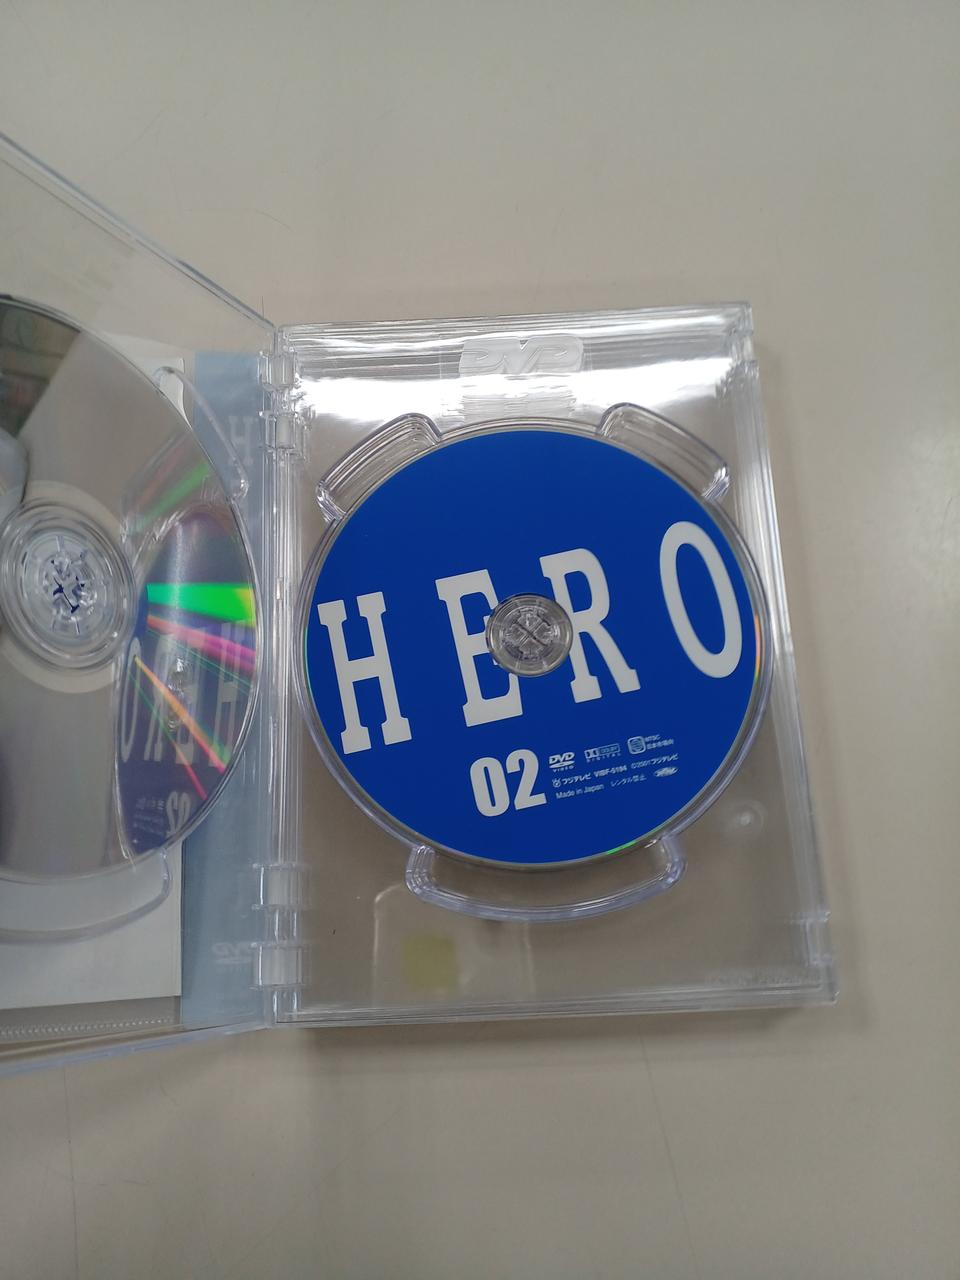 DVD
HERO
02
DVD VIDEO
DOLBY DIGITAL
NTSC 日本市場向
フジテレビ VIBF-5194 ©2001フジテレビ
Made in Japan レンタル禁止